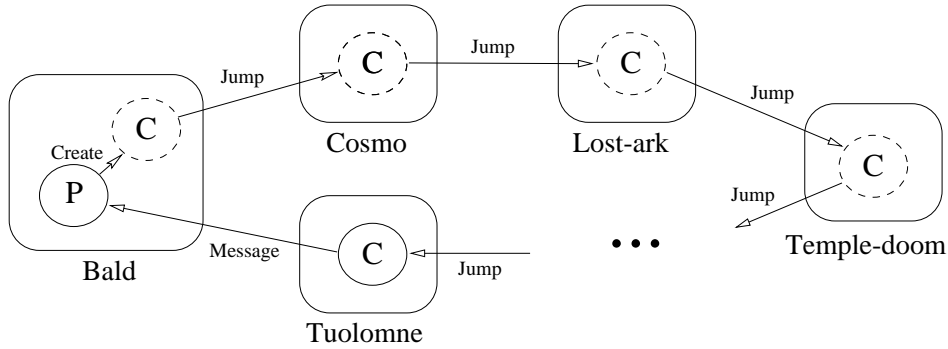 C
Jump
C
Jump
Jump
C
Cosmo
Lost-ark
C
Create
P
C
Jump
Message
C
Jump
• • •
Temple-doom
Bald
Tuolomne